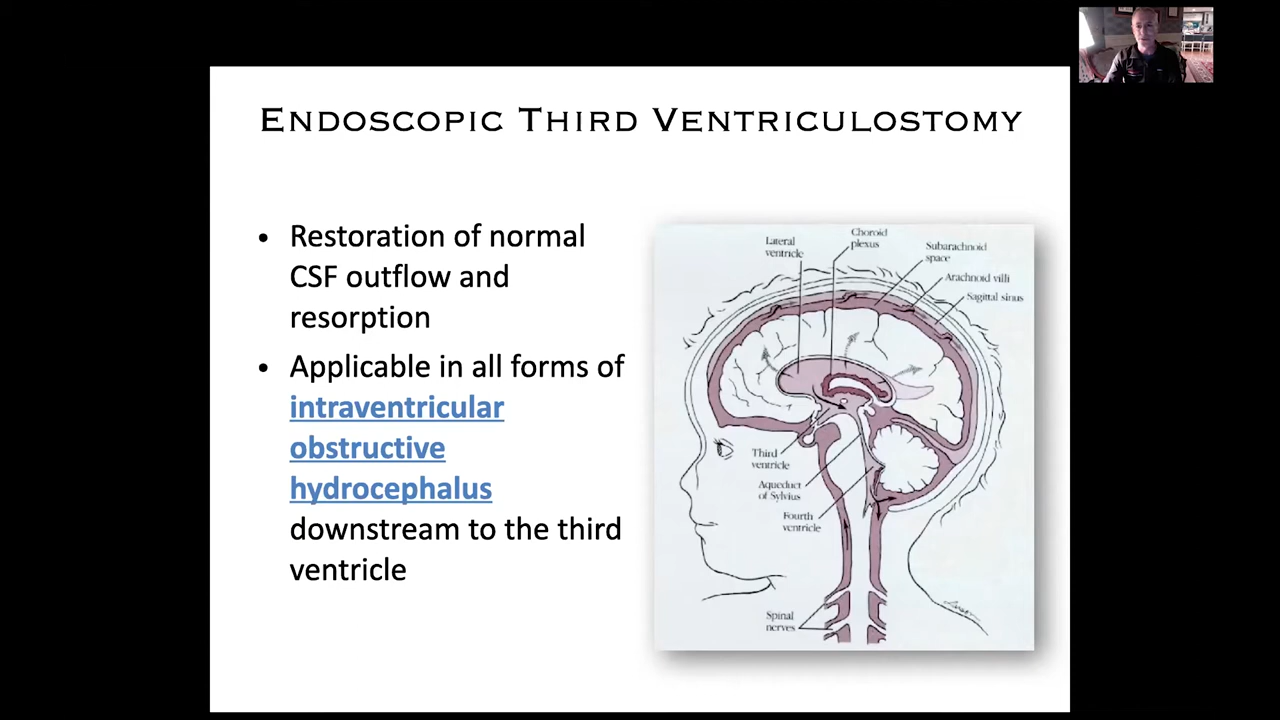 ENDOSCOPIC THIRD VENTRICULOSTOMY
• Restoration of normal
CSF outflow and
resorption
• Applicable in all forms of
intraventricular
obstructive
hydrocephalus
downstream to the third
ventricle
Lateral
ventricle
Choroid
plexus
Subarachnoid
space
Arachnoid villi
Sagittal sinus
Third
ventricle
Aqueduct
of Sylvius
Fourth
ventricle
Spinal
nerves